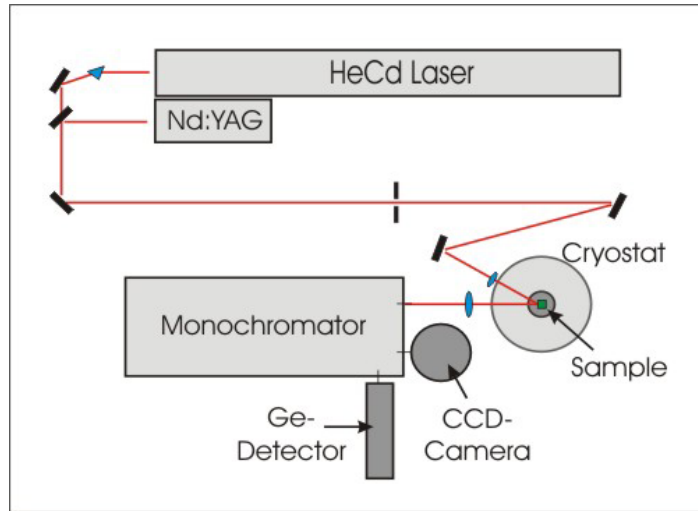 HeCd Laser
Nd:YAG
Cryostat
Monochromator
Sample
Ge-
Detector
CCD-
Camera